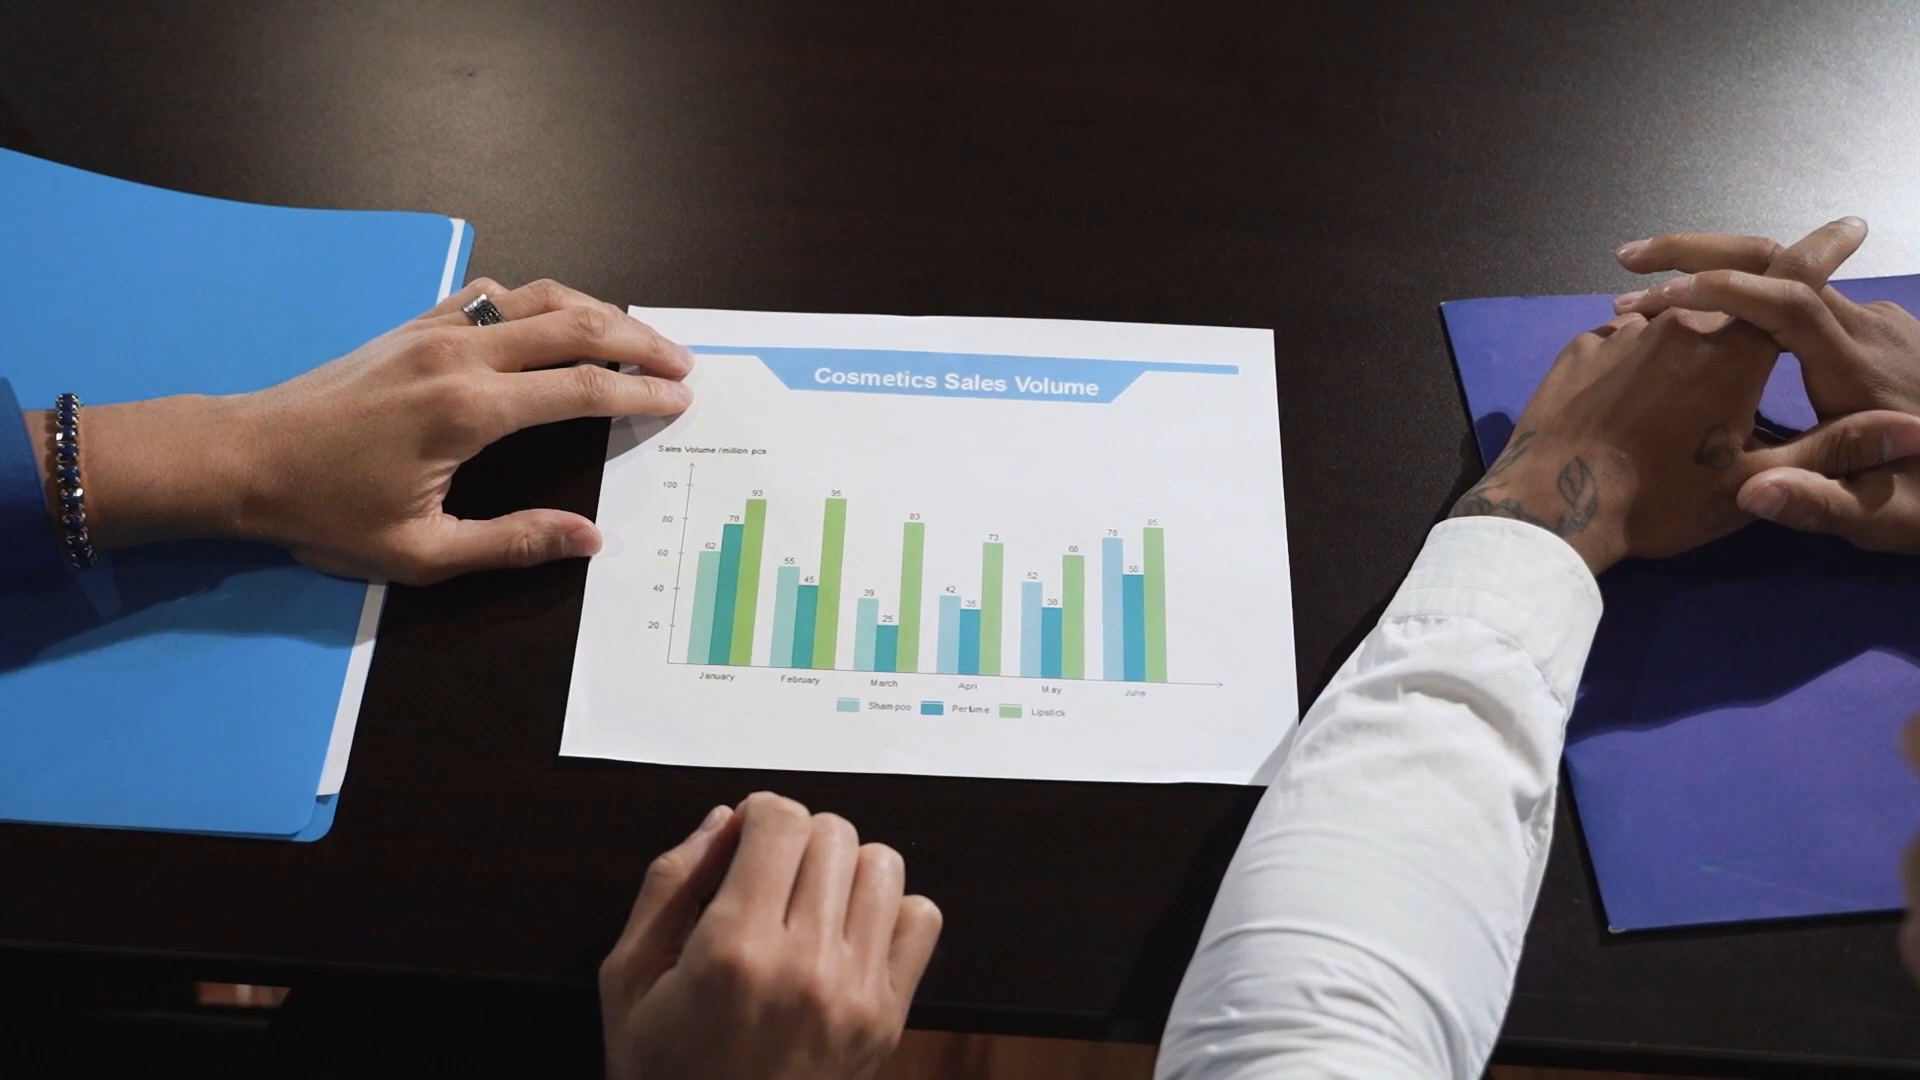 Cosmetics Sales Volume
Sales Volume /million pcs
100
80
60
40
20
62 78 93
55 45 95
39 25 83
42 35 73
52 38 68
78 58 85
January February March Apri May June
Shampoo Perfume Lipstick